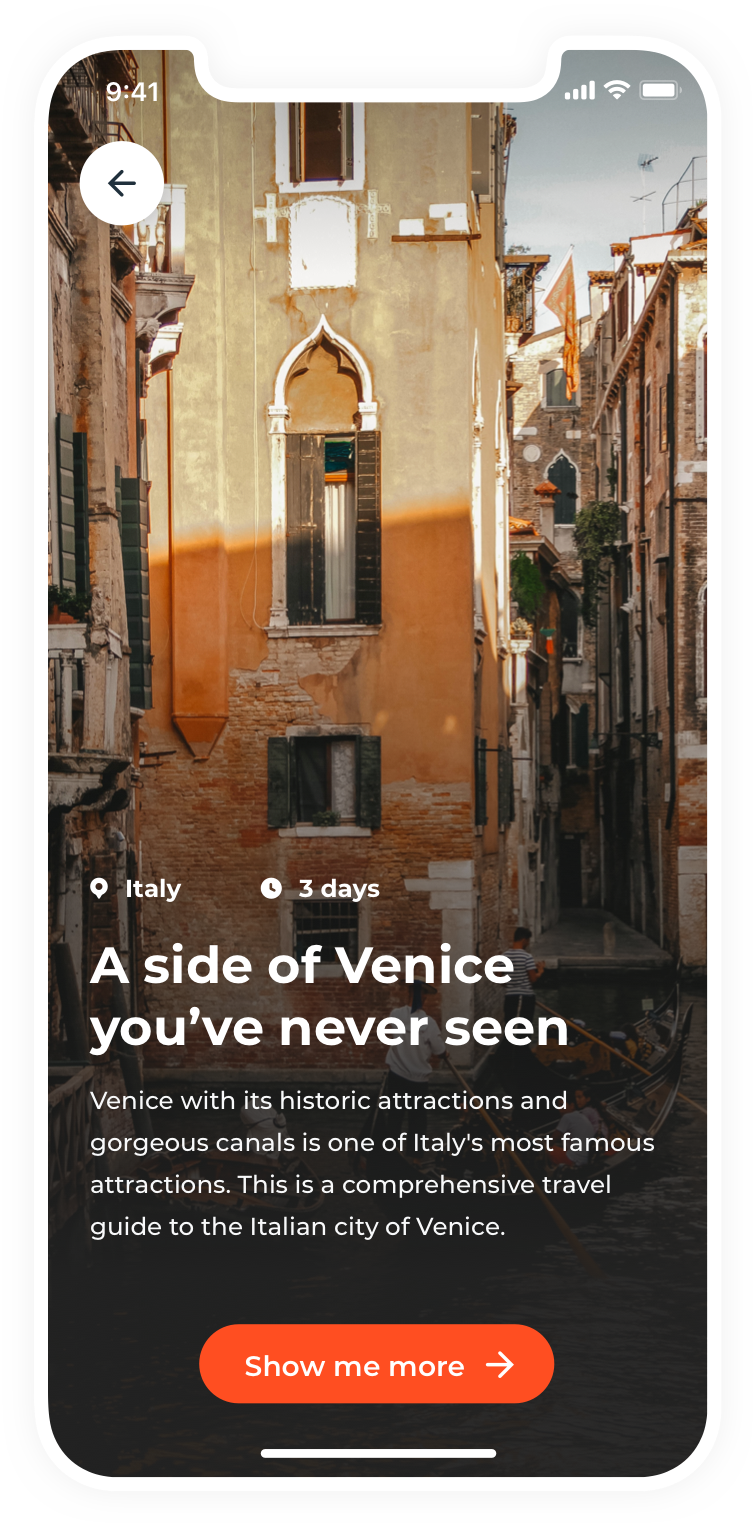 9:41
Italy
3 days
A side of Venice
you’ve never seen
Venice with its historic attractions and
gorgeous canals is one of Italy's most famous
attractions. This is a comprehensive travel
guide to the Italian city of Venice.
Show me more